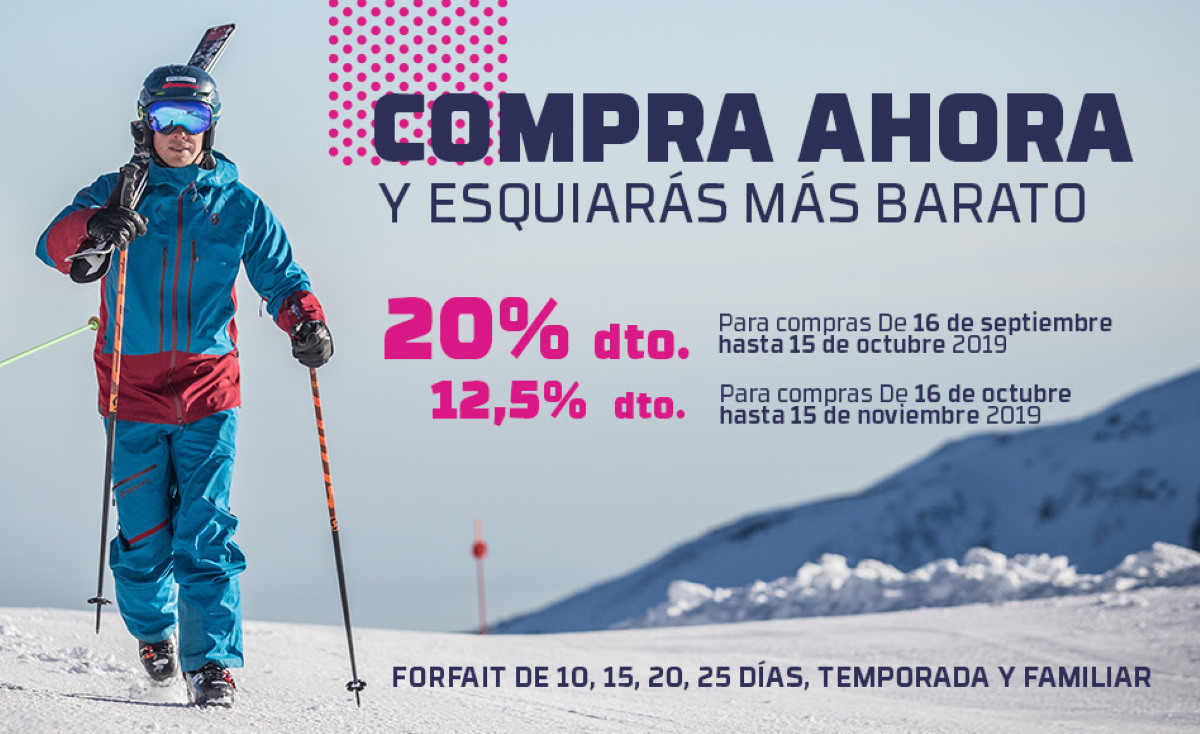 COMPRA AHORA
Y ESQUIARÁS MÁS BARATO
20% dto.
Para compras De 16 de septiembre
hasta 15 de octubre 2019
12,5% dto.
Para compras De 16 de octubre
hasta 15 de noviembre 2019
FORFAIT DE 10, 15, 20, 25 DÍAS, TEMPORADA Y FAMILIAR